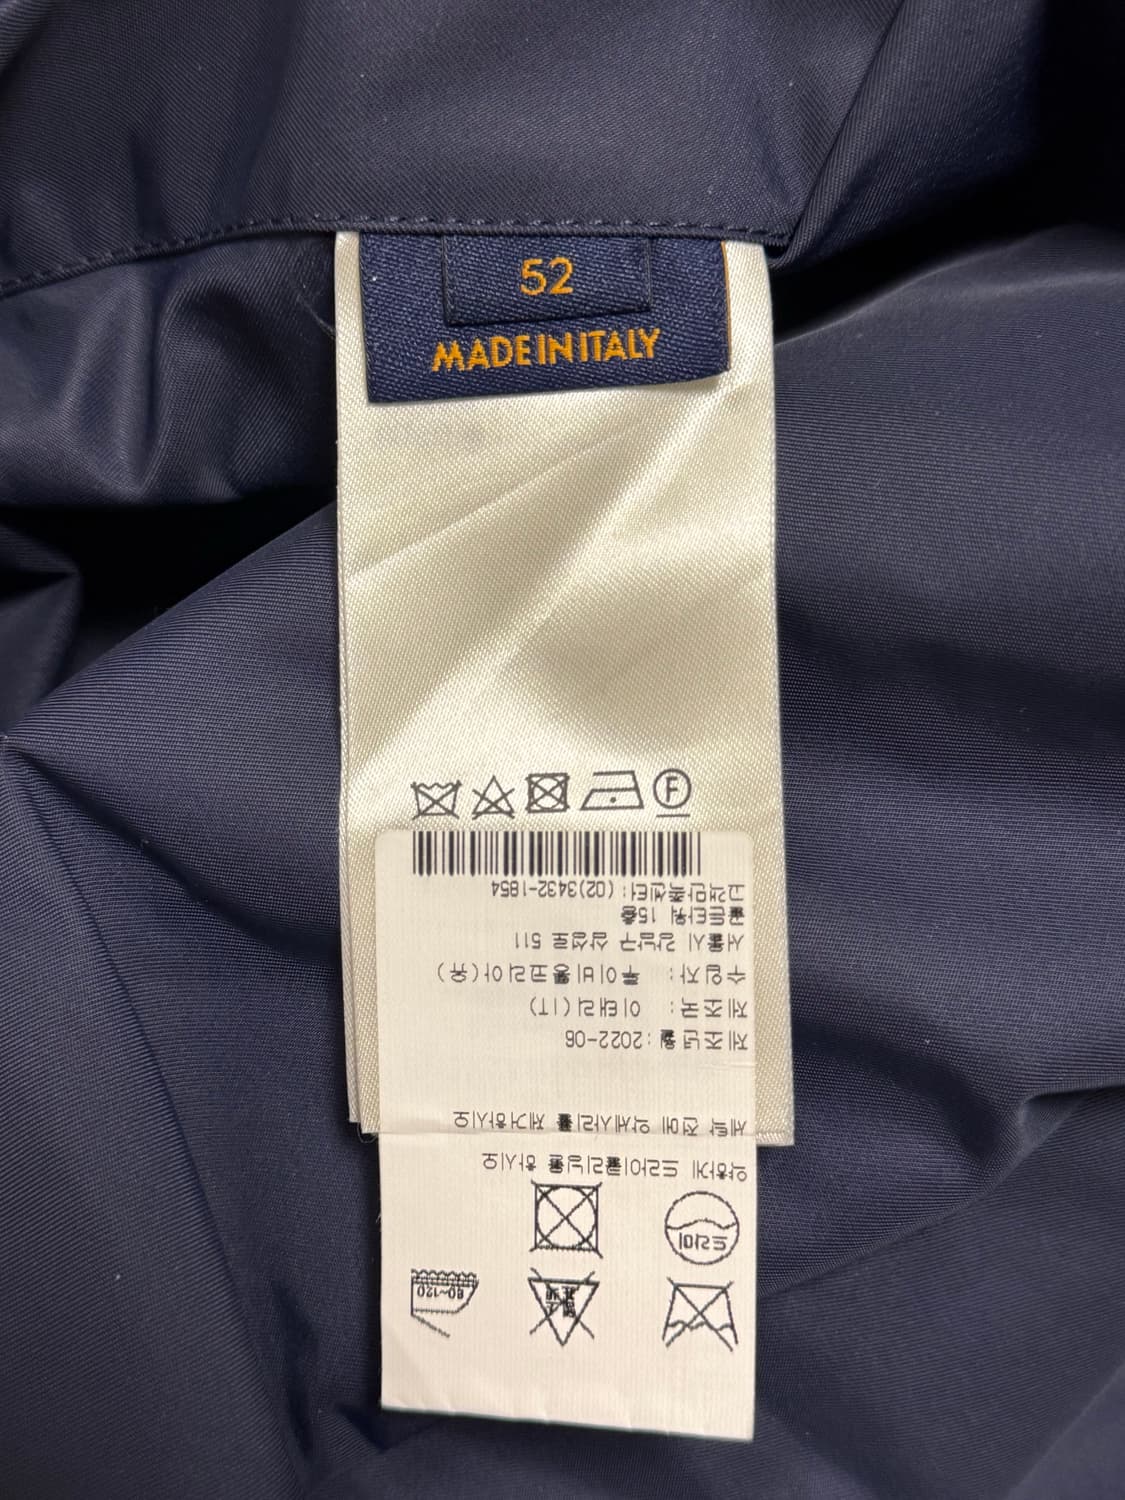 52
MADE IN ITALY
F
고객만족센터: (02)3432-1854
골든타워 15층
서울시 강남구 삼성로 511
수입자: 루이비통코리아(유)
제조국: 이태리(IT)
제조년월: 2022-06
세탁 전에 악세사리를 제거하시오
약하게 드라이클리닝을 하시오
드라이
80~120